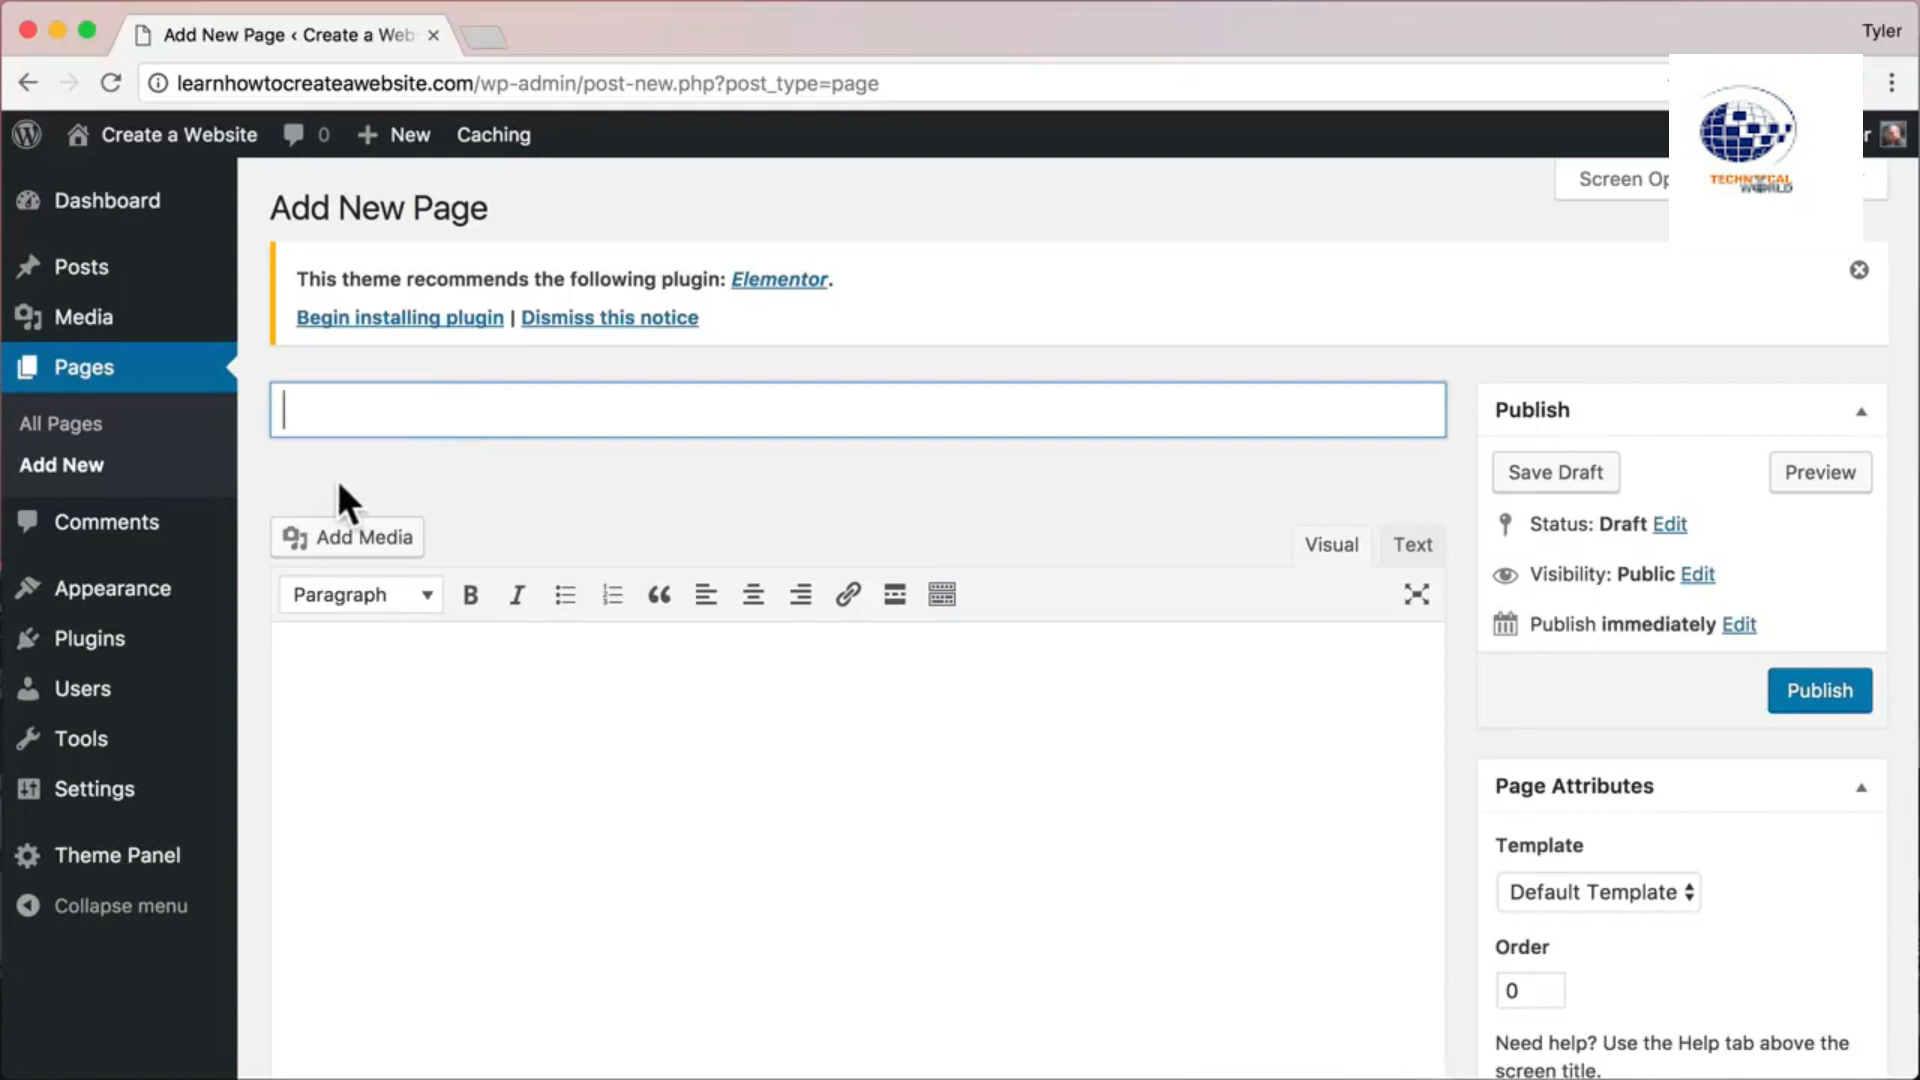 Add New Page ‹ Create a Web
Tyler
learnhowtocreateawebsite.com/wp-admin/post-new.php?post_type=page
Create a Website
0
New
Caching
TECHNICAL
WORLD
Dashboard
Posts
Media
Pages
All Pages
Add New
Comments
Appearance
Plugins
Users
Tools
Settings
Theme Panel
Collapse menu
Add New Page
Screen Op
This theme recommends the following plugin: Elementor.
Begin installing plugin | Dismiss this notice
Add Media
Visual
Text
Paragraph
Publish
Save Draft
Preview
Status: Draft Edit
Visibility: Public Edit
Publish immediately Edit
Publish
Page Attributes
Template
Default Template
Order
0
Need help? Use the Help tab above the
screen title.